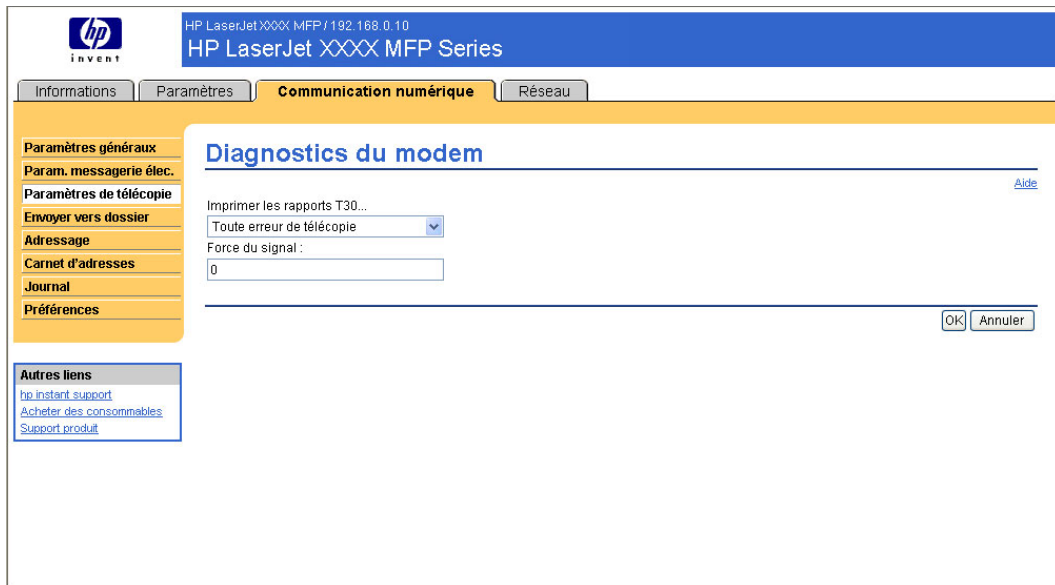 hp
invent
HP LaserJet XXXX MFP / 192.168.0.10
HP LaserJet XXXX MFP Series
Informations
Paramètres
Communication numérique
Réseau
Paramètres généraux
Param. messagerie élec.
Paramètres de télécopie
Envoyer vers dossier
Adressage
Carnet d'adresses
Journal
Préférences
Autres liens
hp instant support
Acheter des consommables
Support produit
Diagnostics du modem
Aide
Imprimer les rapports T30...
Toute erreur de télécopie
Force du signal :
0
OK
Annuler